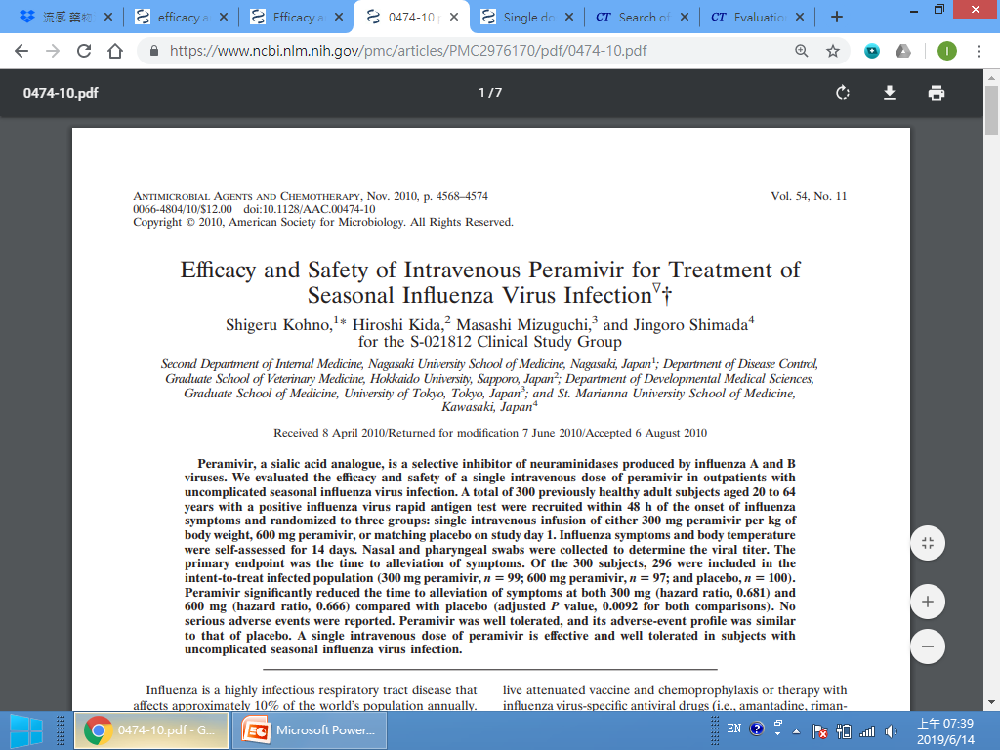 流感 藥物
efficacy a
Efficacy a
0474-10.p
Single do
CT Search of
CT Evaluatio
https://www.ncbi.nlm.nih.gov/pmc/articles/PMC2976170/pdf/0474-10.pdf
I
0474-10.pdf
1 / 7
ANTIMICROBIAL AGENTS AND CHEMOTHERAPY, Nov. 2010, p. 4568–4574
Vol. 54, No. 11
0066-4804/10/$12.00 doi:10.1128/AAC.00474-10
Copyright © 2010, American Society for Microbiology. All Rights Reserved.
Efficacy and Safety of Intravenous Peramivir for Treatment of
Seasonal Influenza Virus Infection▽†
Shigeru Kohno,1* Hiroshi Kida,2 Masashi Mizuguchi,3 and Jingoro Shimada4
for the S-021812 Clinical Study Group
Second Department of Internal Medicine, Nagasaki University School of Medicine, Nagasaki, Japan1; Department of Disease Control,
Graduate School of Veterinary Medicine, Hokkaido University, Sapporo, Japan2; Department of Developmental Medical Sciences,
Graduate School of Medicine, University of Tokyo, Tokyo, Japan3; and St. Marianna University School of Medicine,
Kawasaki, Japan4
Received 8 April 2010/Returned for modification 7 June 2010/Accepted 6 August 2010
Peramivir, a sialic acid analogue, is a selective inhibitor of neuraminidases produced by influenza A and B
viruses. We evaluated the efficacy and safety of a single intravenous dose of peramivir in outpatients with
uncomplicated seasonal influenza virus infection. A total of 300 previously healthy adult subjects aged 20 to 64
years with a positive influenza virus rapid antigen test were recruited within 48 h of the onset of influenza
symptoms and randomized to three groups: single intravenous infusion of either 300 mg peramivir per kg of
body weight, 600 mg peramivir, or matching placebo on study day 1. Influenza symptoms and body temperature
were self-assessed for 14 days. Nasal and pharyngeal swabs were collected to determine the viral titer. The
primary endpoint was the time to alleviation of symptoms. Of the 300 subjects, 296 were included in the
intent-to-treat infected population (300 mg peramivir, n = 99; 600 mg peramivir, n = 97; and placebo, n = 100).
Peramivir significantly reduced the time to alleviation of symptoms at both 300 mg (hazard ratio, 0.681) and
600 mg (hazard ratio, 0.666) compared with placebo (adjusted P value, 0.0092 for both comparisons). No
serious adverse events were reported. Peramivir was well tolerated, and its adverse-event profile was similar
to that of placebo. A single intravenous dose of peramivir is effective and well tolerated in subjects with
uncomplicated seasonal influenza virus infection.
Influenza is a highly infectious respiratory tract disease that
affects approximately 10% of the world's population annually.
live attenuated vaccine and chemoprophylaxis or therapy with
influenza virus-specific antiviral drugs (i.e., amantadine, riman-
0474-10.pdf - G...
Microsoft Power...
EN
上午 07:39
2019/6/14